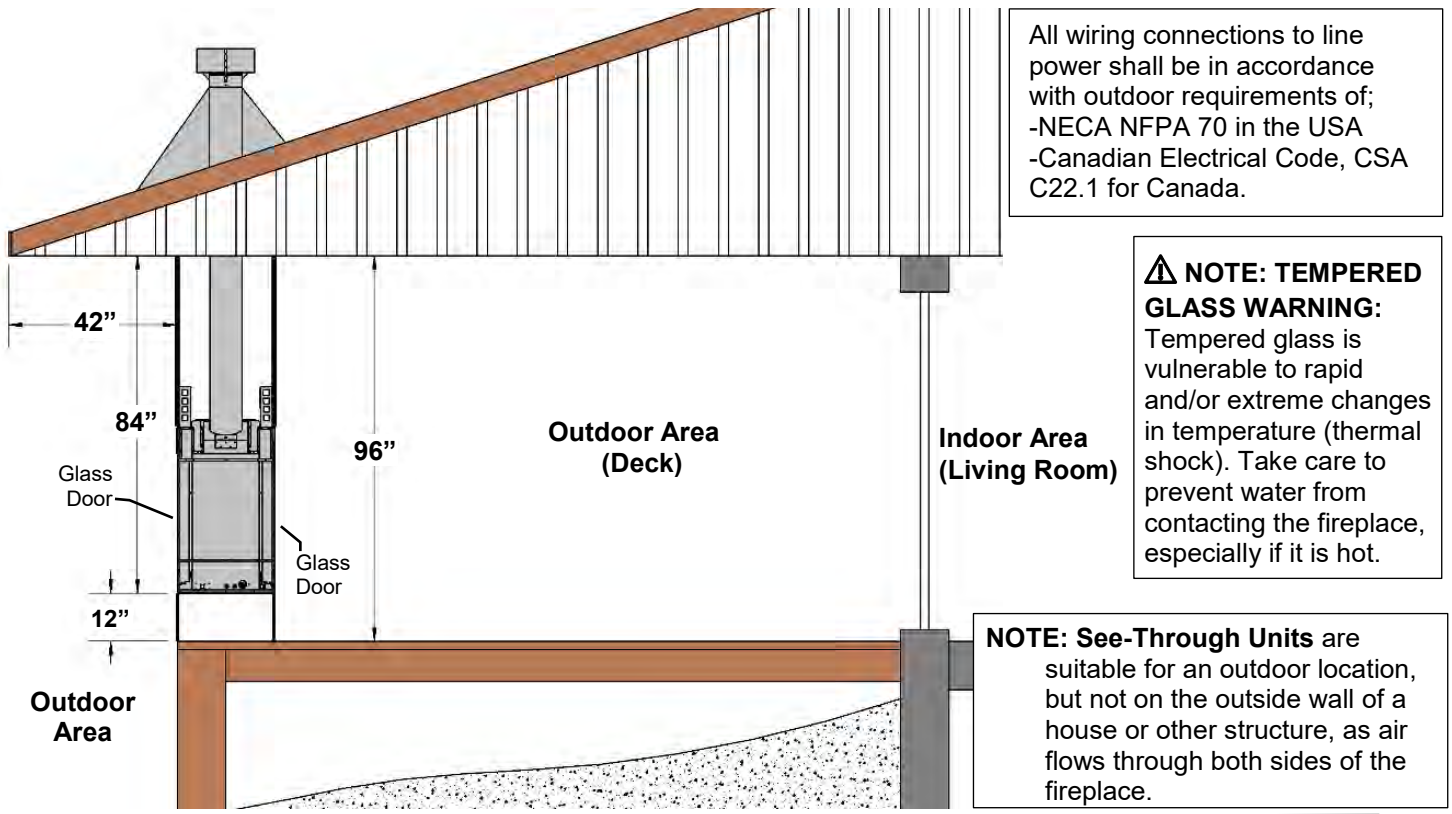 All wiring connections to line
power shall be in accordance
with outdoor requirements of;
-NECA NFPA 70 in the USA
-Canadian Electrical Code, CSA
C22.1 for Canada.
⚠ NOTE: TEMPERED
GLASS WARNING:
Tempered glass is
vulnerable to rapid
and/or extreme changes
in temperature (thermal
shock). Take care to
prevent water from
contacting the fireplace,
especially if it is hot.
42”
84”
96”
Outdoor Area
(Deck)
Indoor Area
(Living Room)
Glass
Door
Glass
Door
12”
Outdoor
Area
NOTE: See-Through Units are
suitable for an outdoor location,
but not on the outside wall of a
house or other structure, as air
flows through both sides of the
fireplace.